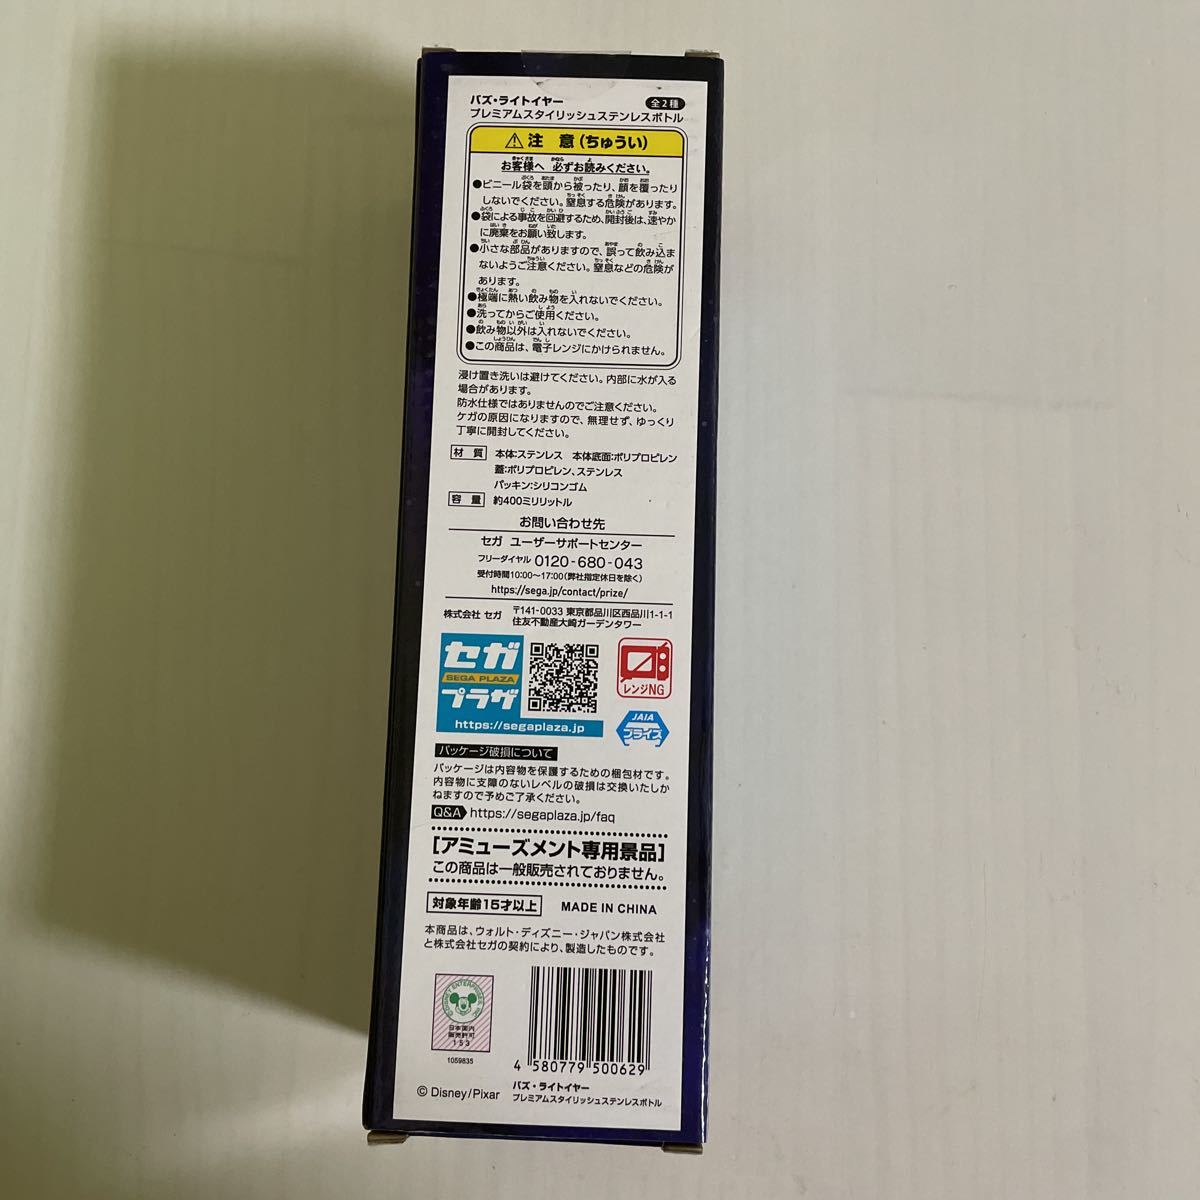 バズ・ライトイヤー
全2種
プレミアムスタイリッシュステンレスボトル
注 意(ちゅうい)
お客様へ 必ずお読みください。
●ビニール袋を頭から被ったり、顔を覆ったり
しないでください。窒息する危険があります。
●袋による事故を回避するため、開封後は、速やか
に廃棄をお願い致します。
●小さな部品がありますので、誤って飲み込ま
ないようご注意ください。窒息などの危険が
あります。
●極端に熱い飲み物を入れないでください。
●洗ってからご使用ください。
●飲み物以外は入れないでください。
●この商品は、電子レンジにかけられません。
浸け置き洗いは避けてください。内部に水が入る
場合があります。
防水仕様ではありませんのでご注意ください。
ケガの原因になりますので、無理せず、ゆっくり
丁寧に開封してください。
材 質 本体:ステンレス 本体底面:ポリプロピレン
蓋:ポリプロピレン、ステンレス
パッキン:シリコンゴム
容 量 約400ミリリットル
お問い合わせ先
セガ ユーザーサポートセンター
フリーダイヤル 0120-680-043
受付時間10:00〜17:00(弊社指定休日を除く)
https://sega.jp/contact/prize/
株式会社 セガ 〒141-0033 東京都品川区西品川1-1-1
住友不動産大崎ガーデンタワー
セガ
SEGA PLAZA
プラザ
https://segaplaza.jp
レンジNG
JAIA
プライズ
パッケージ破損について
パッケージは内容物を保護するための梱包材です。
内容物に支障のないレベルの破損は交換いたしか
ねますので予めご了承ください。
Q&A https://segaplaza.jp/faq
[アミューズメント専用景品]
この商品は一般販売されておりません。
対象年齢15才以上 MADE IN CHINA
本商品は、ウォルト・ディズニー・ジャパン株式会社
と株式会社セガの契約により、製造したものです。
©DISNEY ENTERPRISES, INC.
日本国内
販売許可
153
1059835
4 580779 500629
© Disney/Pixar
バズ・ライトイヤー
プレミアムスタイリッシュステンレスボトル